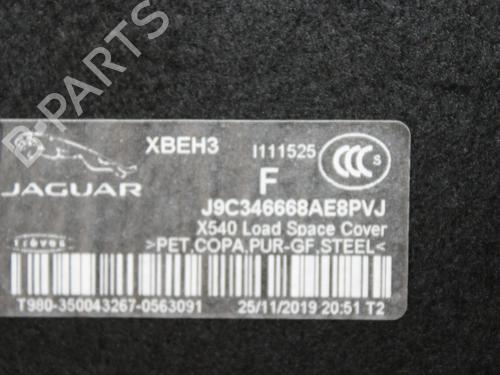 XBEH3
I111525
CCC S
F
JAGUAR
J9C346668AE8PVJ
X540 Load Space Cover
>PET,COPA,PUR-GF,STEEL<
TRÈVES
T980-350043267-0563091
25/11/2019 20:51 T2
B-PARTS